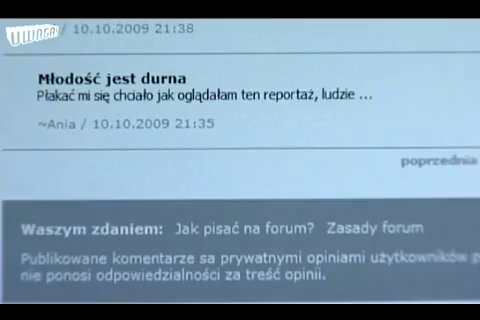 UWAGA!
/ 10.10.2009 21:38
Młodość jest durna
Płakać mi się chciało jak oglądałam ten reportaż, ludzie ...
~Ania / 10.10.2009 21:35
poprzednia
Waszym zdaniem: Jak pisać na forum? Zasady forum
Publikowane komentarze sa prywatnymi opiniami użytkowników
nie ponosi odpowiedzialności za treść opinii.